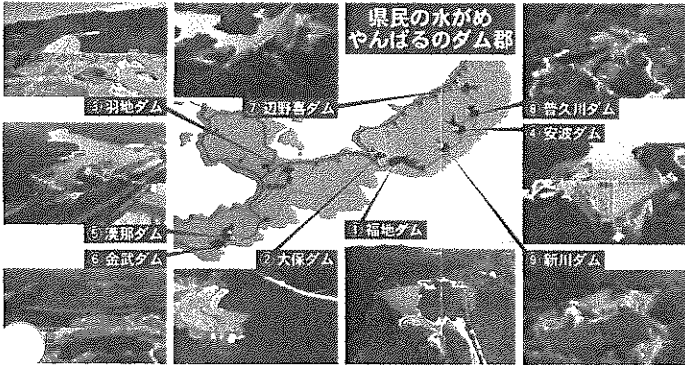 県民の水がめ
やんばるのダム郡
③ 羽地ダム
⑦ 辺野喜ダム
⑧ 普久川ダム
④ 安波ダム
⑤ 漢那ダム
⑥ 金武ダム
② 大保ダム
① 福地ダム
⑨ 新川ダム